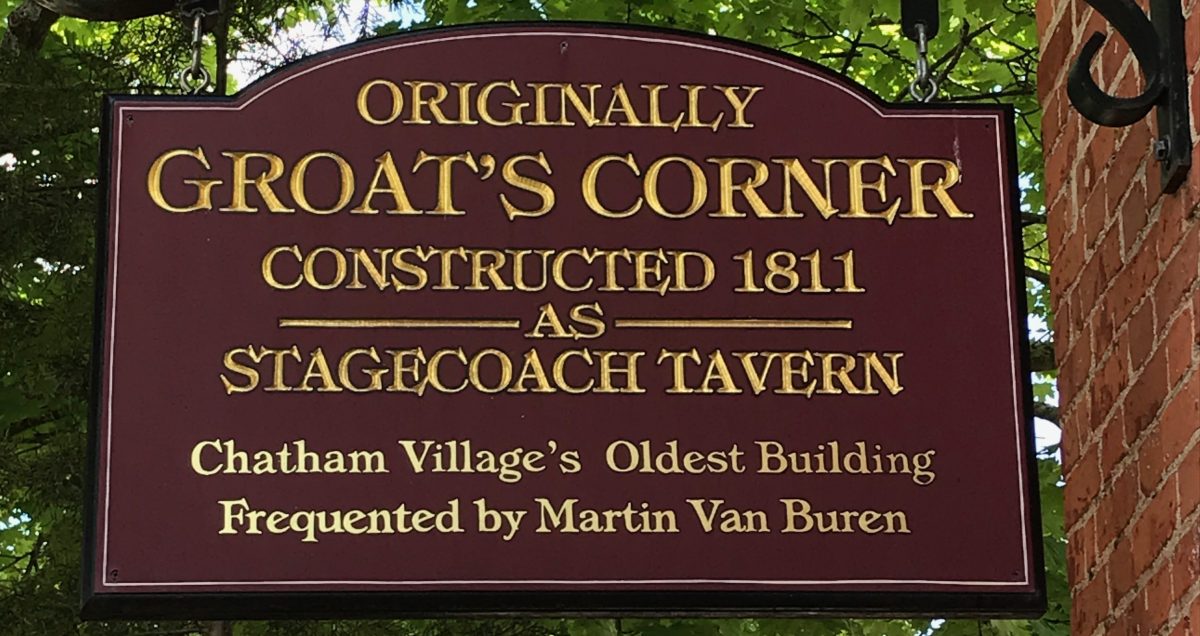 ORIGINALLY
GROAT'S CORNER
CONSTRUCTED 1811
AS
STAGECOACH TAVERN
Chatham Village's Oldest Building
Frequented by Martin Van Buren